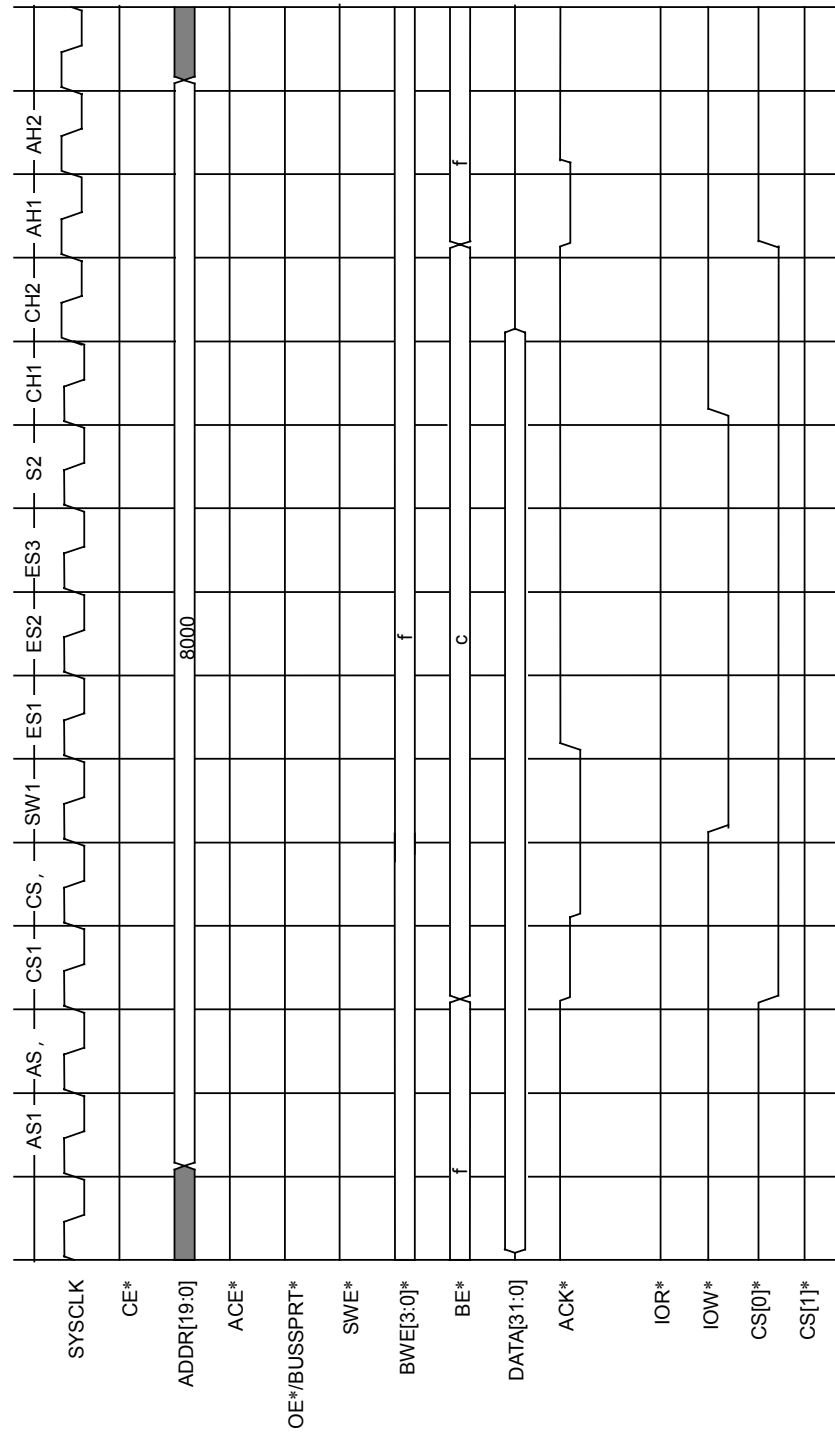 AS1 AS, CS1 CS, SW1 ES1 ES2 ES3 S2 CH1 CH2 AH1 AH2
SYSCLK
CE*
ADDR[19:0] 8000
ACE*
OE*/BUSSPRT*
SWE*
BWE[3:0]* f
BE* f c f
DATA[31:0]
ACK*
IOR*
IOW*
CS[0]*
CS[1]*